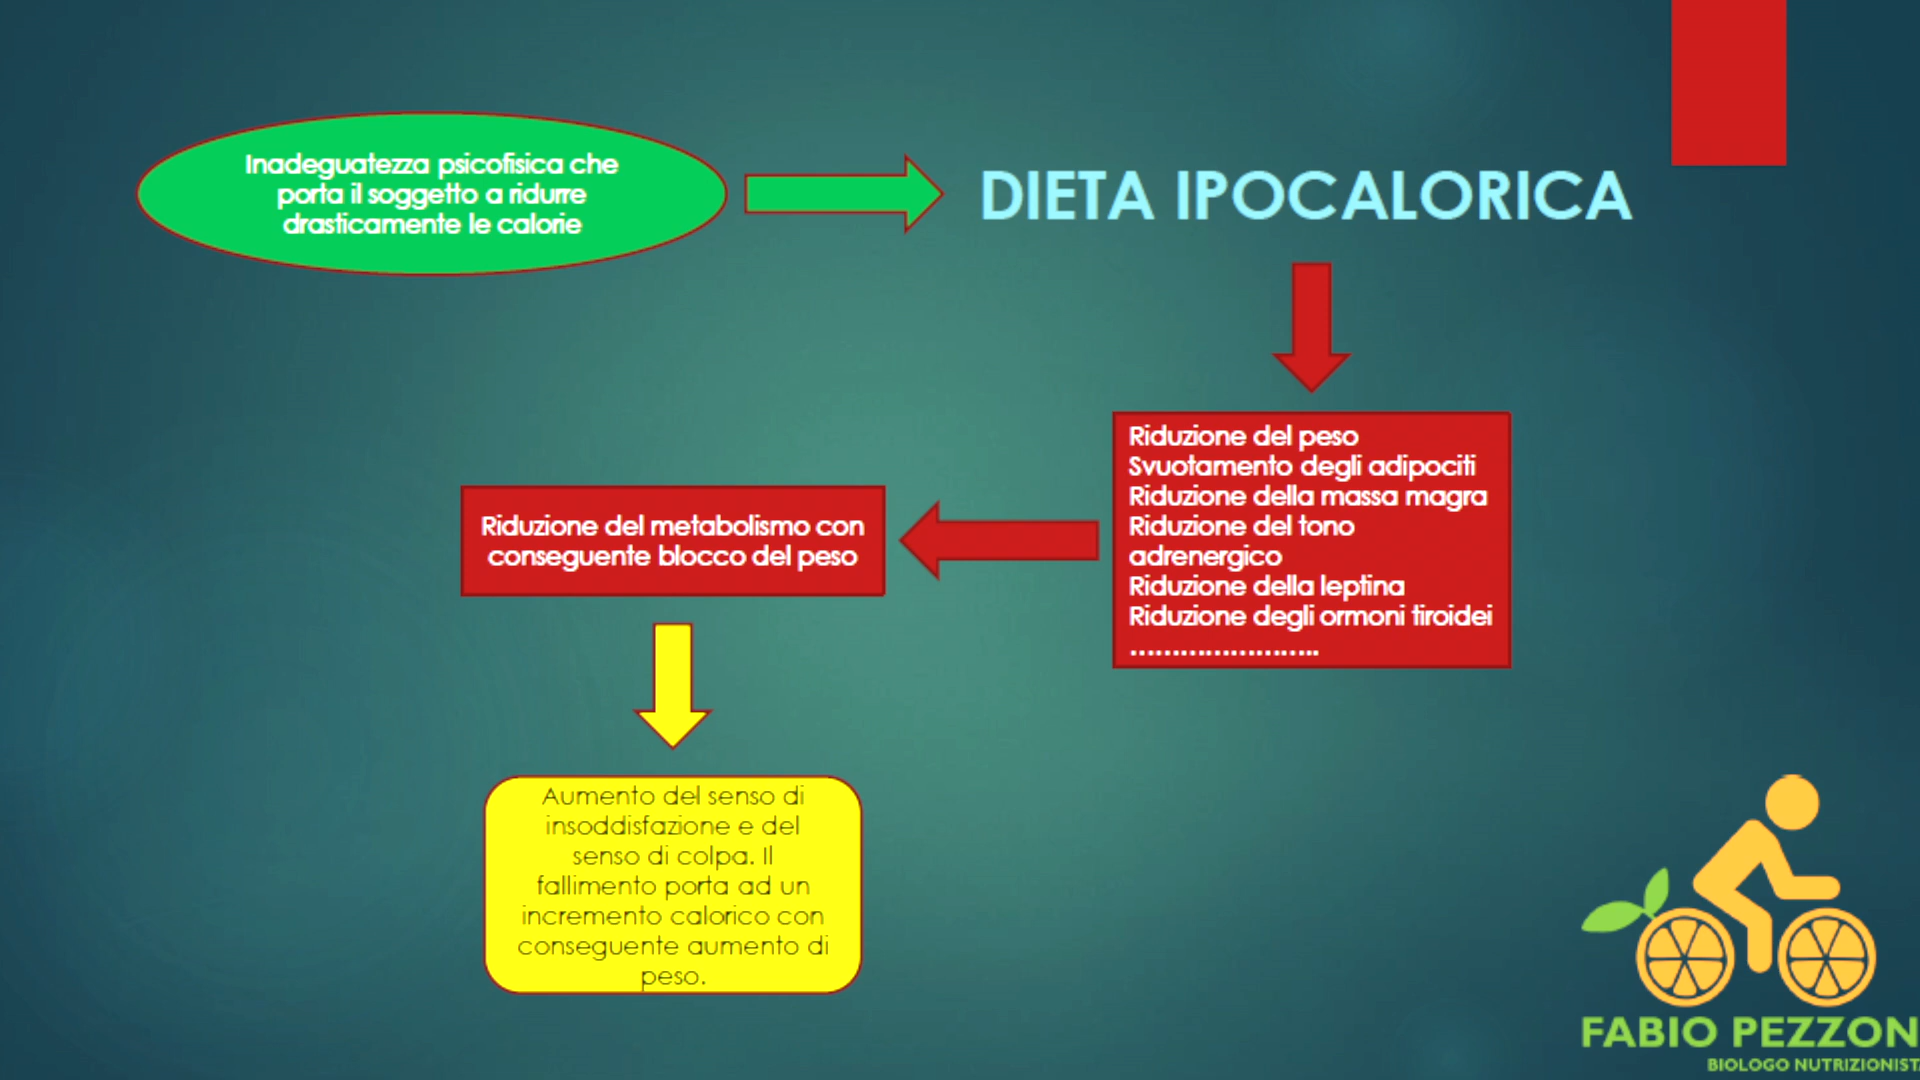 Inadeguatezza psicofisica che
porta il soggetto a ridurre
drasticamente le calorie
DIETA IPOCALORICA
Riduzione del peso
Svuotamento degli adipociti
Riduzione della massa magra
Riduzione del tono
adrenergico
Riduzione della leptina
Riduzione degli ormoni tiroidei
…………………..
Riduzione del metabolismo con
conseguente blocco del peso
Aumento del senso di
insoddisfazione e del
senso di colpa. Il
fallimento porta ad un
incremento calorico con
conseguente aumento di
peso.
FABIO PEZZON
BIOLOGO NUTRIZIONIST